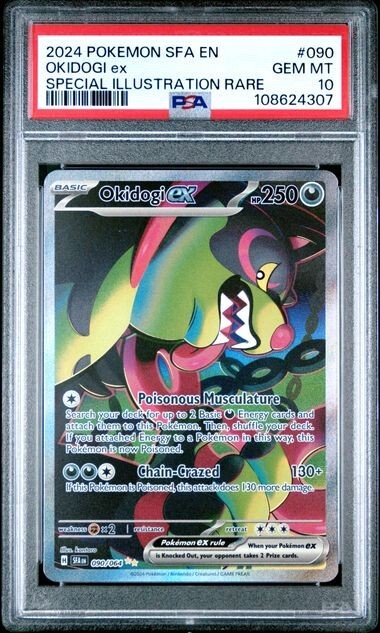 2024 POKEMON SFA EN #090
OKIDOGI ex GEM MT
SPECIAL ILLUSTRATION RARE 10
PSA 108624307
BASIC Okidogi ex HP 250
Poisonous Musculature
Search your deck for up to 2 Basic Energy cards and
attach them to this Pokémon. Then, shuffle your deck.
If you attached Energy to a Pokémon in this way, this
Pokémon is now Poisoned.
Chain-Crazed 130+
If this Pokémon is Poisoned, this attack does 130 more damage.
weakness ×2 resistance retreat
Illus. kantaro
H SFA EN 090/064
Pokémon ex rule When your Pokémon ex
is Knocked Out, your opponent takes 2 Prize cards.
©2024 Pokémon / Nintendo / Creatures / GAME FREAK